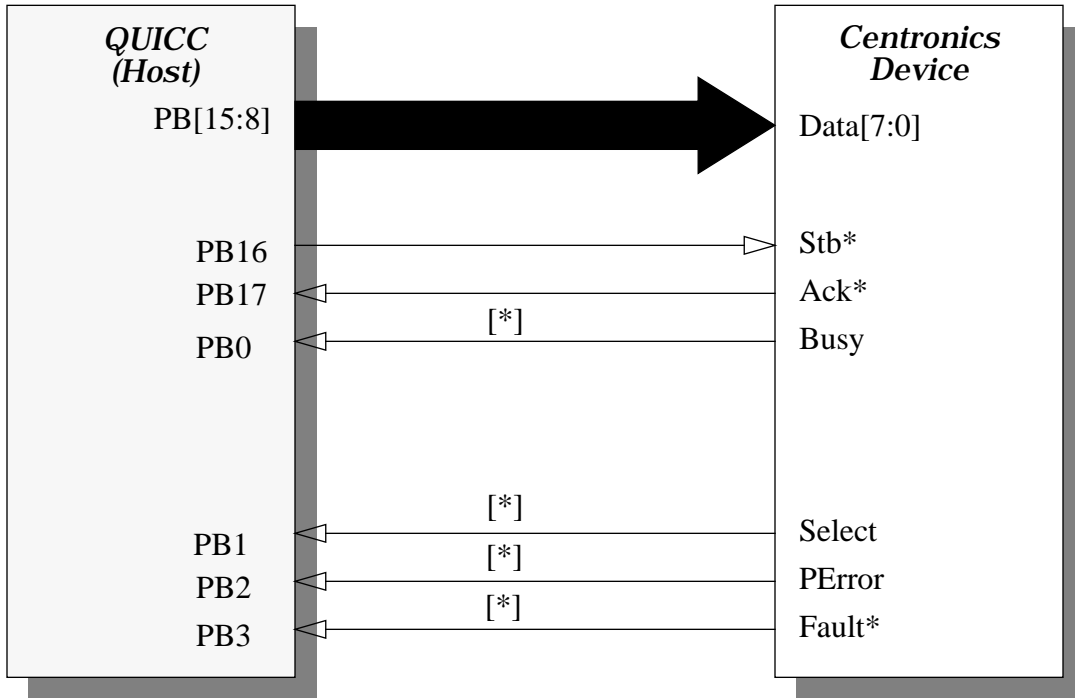 QUICC
(Host)
Centronics
Device
PB[15:8]
Data[7:0]
PB16
Stb*
PB17
Ack*
[*]
PB0
Busy
[*]
PB1
Select
[*]
PB2
PError
[*]
PB3
Fault*